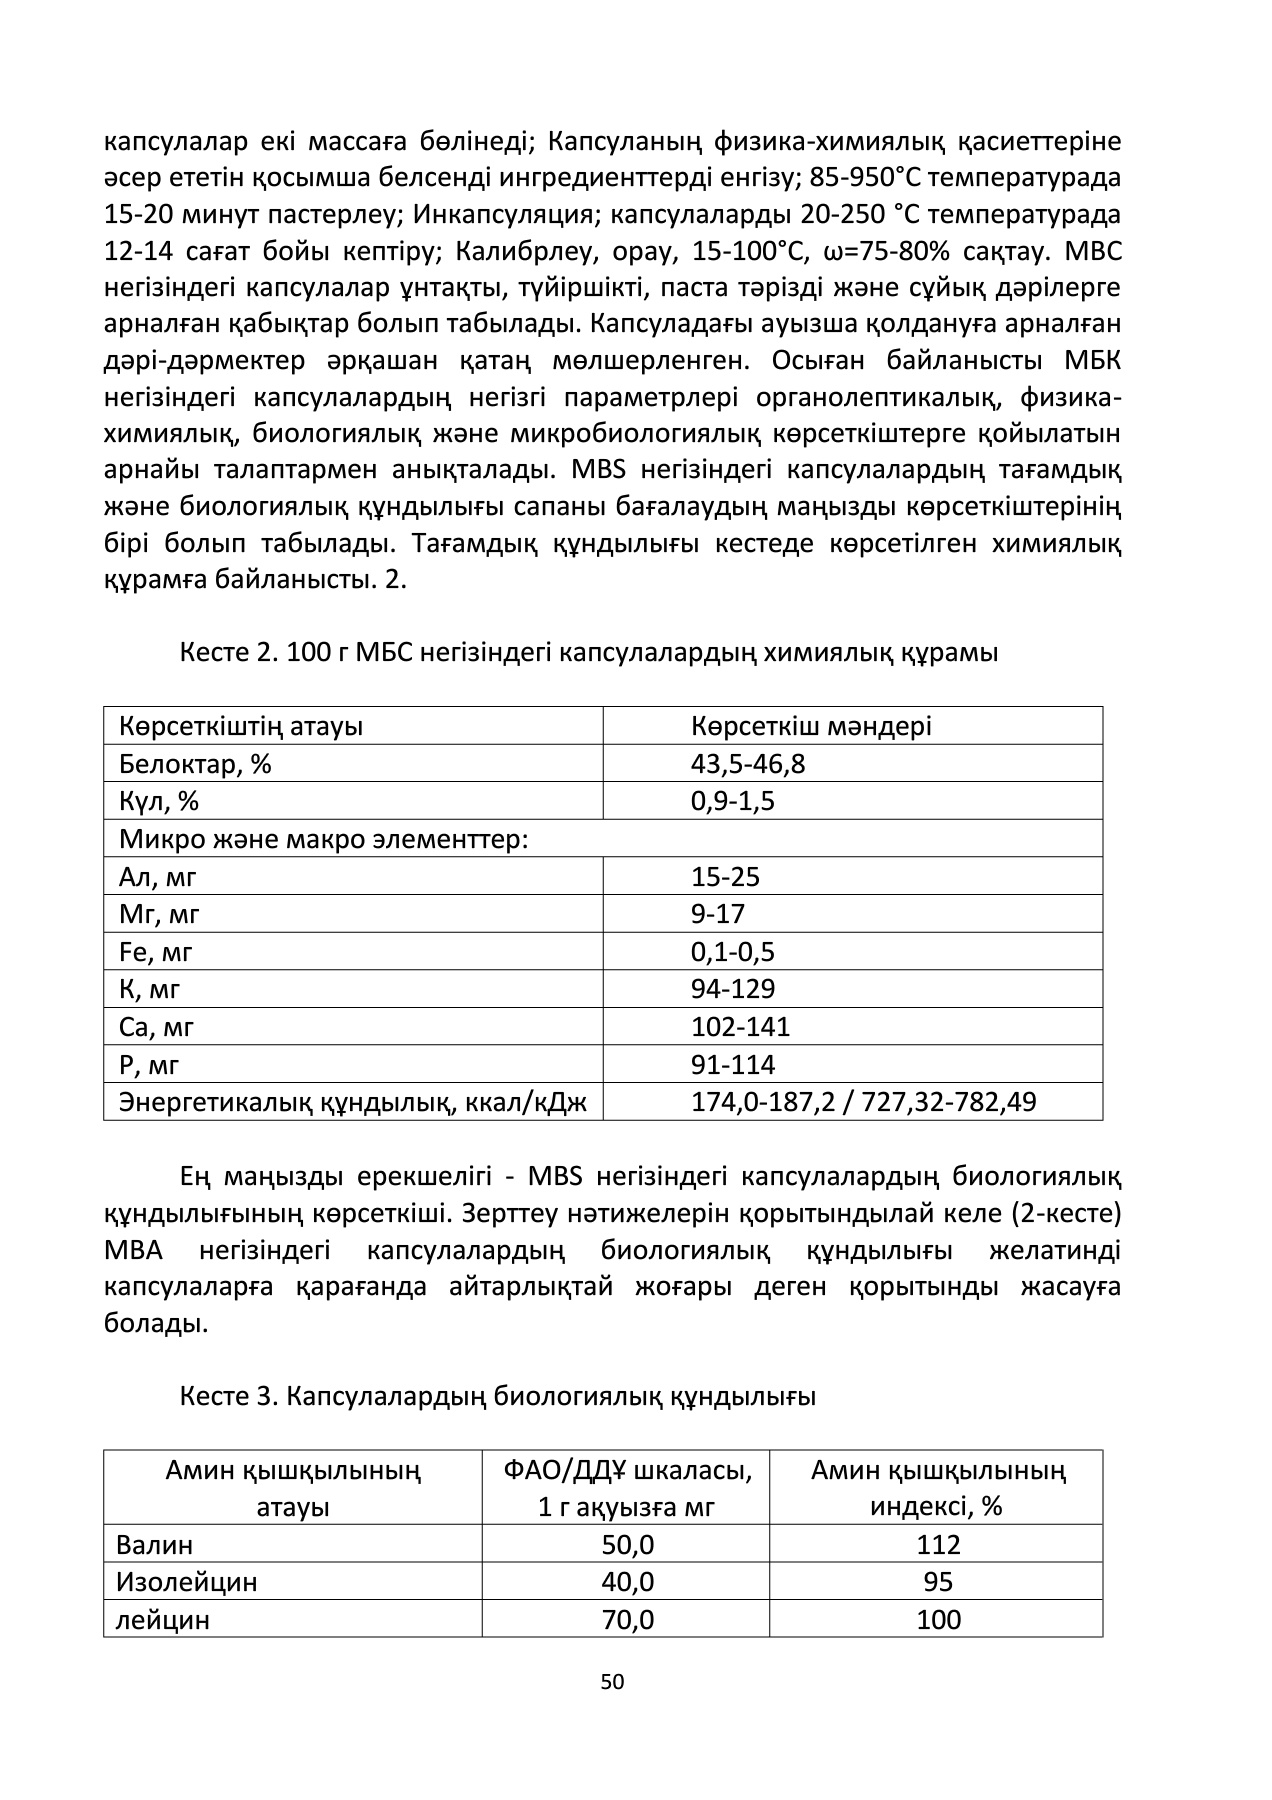 капсулалар екі массаға бөлінеді; Капсуланың физика-химиялық қасиеттеріне
әсер ететін қосымша белсенді ингредиенттерді енгізу; 85-950°C температурада
15-20 минут пастерлеу; Инкапсуляция; капсулаларды 20-250 °C температурада
12-14 сағат бойы кептіру; Калибрлеу, орау, 15-100°C, ω=75-80% сақтау. МВС
негізіндегі капсулалар ұнтақты, түйіршікті, паста тәрізді және сұйық дәрілерге
арналған қабықтар болып табылады. Капсуладағы ауызша қолдануға арналған
дәрі-дәрмектер әрқашан қатаң мөлшерленген. Осыған байланысты МБК
негізіндегі капсулалардың негізгі параметрлері органолептикалық, физика-
химиялық, биологиялық және микробиологиялық көрсеткіштерге қойылатын
арнайы талаптармен анықталады. MBS негізіндегі капсулалардың тағамдық
және биологиялық құндылығы сапаны бағалаудың маңызды көрсеткіштерінің
бірі болып табылады. Тағамдық құндылығы кестеде көрсетілген химиялық
құрамға байланысты. 2.
Кесте 2. 100 г МБС негізіндегі капсулалардың химиялық құрамы
Көрсеткіштің атауы Көрсеткіш мәндері
Белоктар, % 43,5-46,8
Күл, % 0,9-1,5
Микро және макро элементтер:
Ал, мг 15-25
Мг, мг 9-17
Fe, мг 0,1-0,5
К, мг 94-129
Са, мг 102-141
Р, мг 91-114
Энергетикалық құндылық, ккал/кДж 174,0-187,2 / 727,32-782,49
Ең маңызды ерекшелігі - MBS негізіндегі капсулалардың биологиялық
құндылығының көрсеткіші. Зерттеу нәтижелерін қорытындылай келе (2-кесте)
МВА негізіндегі капсулалардың биологиялық құндылығы желатинді
капсулаларға қарағанда айтарлықтай жоғары деген қорытынды жасауға
болады.
Кесте 3. Капсулалардың биологиялық құндылығы
Амин қышқылының ФАО/ДДҰ шкаласы, Амин қышқылының
атауы 1 г ақуызға мг индексі, %
Валин 50,0 112
Изолейцин 40,0 95
лейцин 70,0 100
50